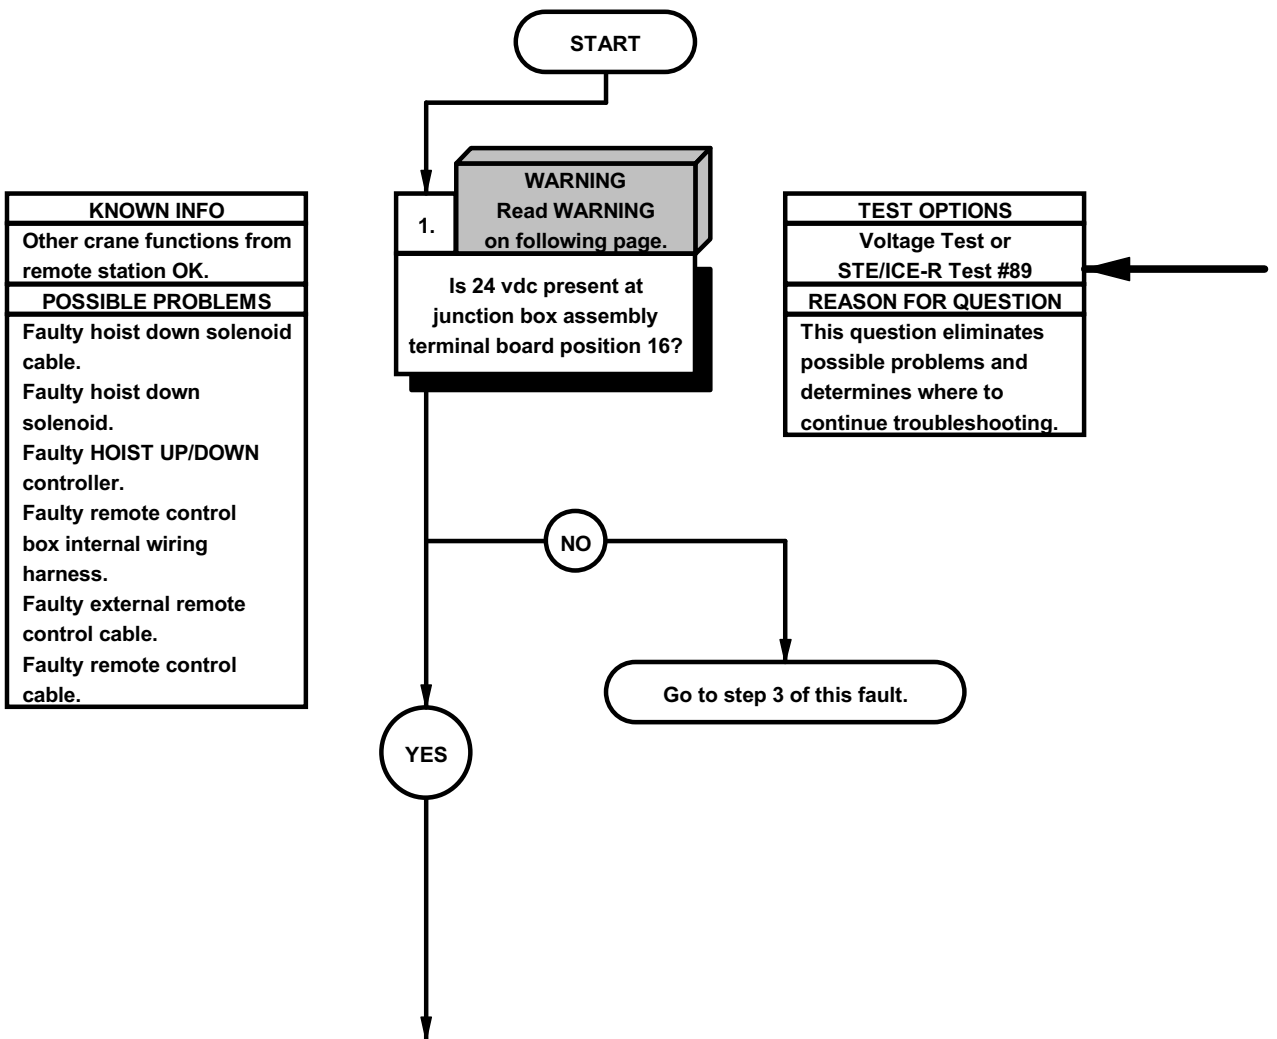 START
WARNING
Read WARNING
on following page.
1.
Is 24 vdc present at
junction box assembly
terminal board position 16?
KNOWN INFO
Other crane functions from
remote station OK.
POSSIBLE PROBLEMS
Faulty hoist down solenoid
cable.
Faulty hoist down
solenoid.
Faulty HOIST UP/DOWN
controller.
Faulty remote control
box internal wiring
harness.
Faulty external remote
control cable.
Faulty remote control
cable.
TEST OPTIONS
Voltage Test or
STE/ICE-R Test #89
REASON FOR QUESTION
This question eliminates
possible problems and
determines where to
continue troubleshooting.
NO
Go to step 3 of this fault.
YES